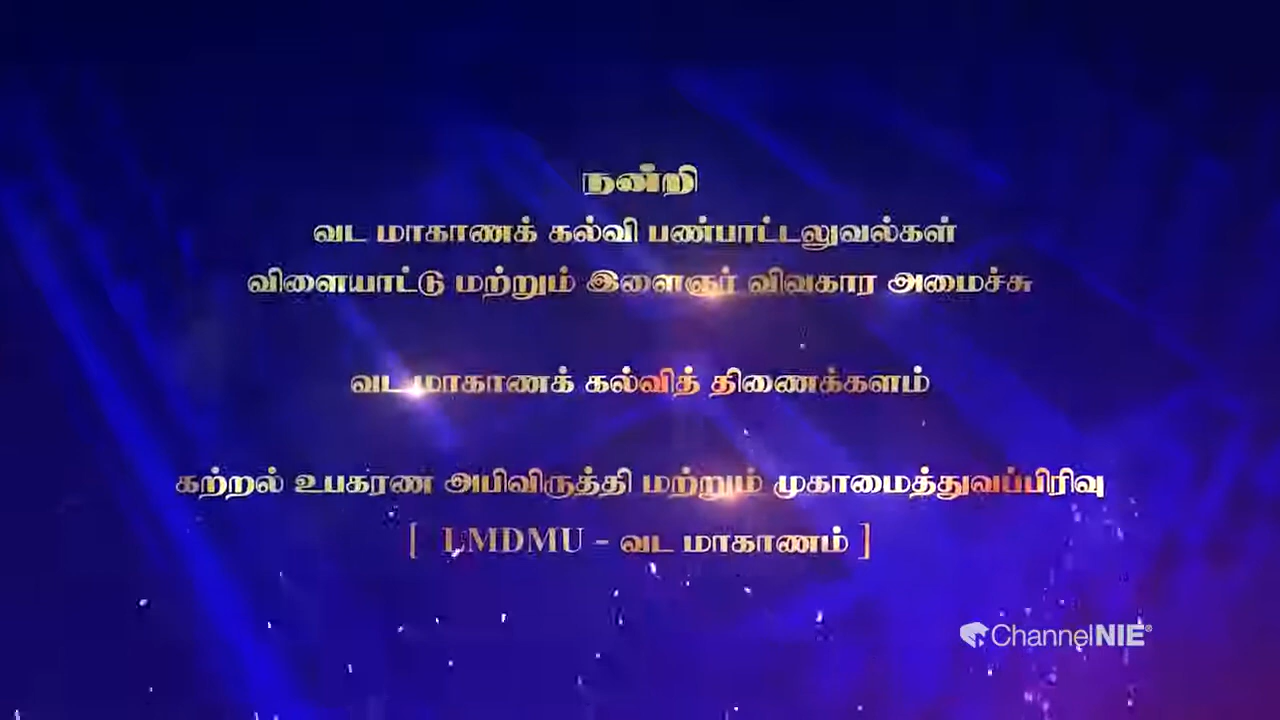 நன்றி
வட மாகாணக் கல்வி பண்பாட்டலுவல்கள்
விளையாட்டு மற்றும் இளைஞர் விவகார அமைச்சு
வட மாகாணக் கல்வித் திணைக்களம்
கற்றல் உபகரண அபிவிருத்தி மற்றும் முகாமைத்துவப்பிரிவு
[ LMDMU - வட மாகாணம் ]
ChannelNIE®